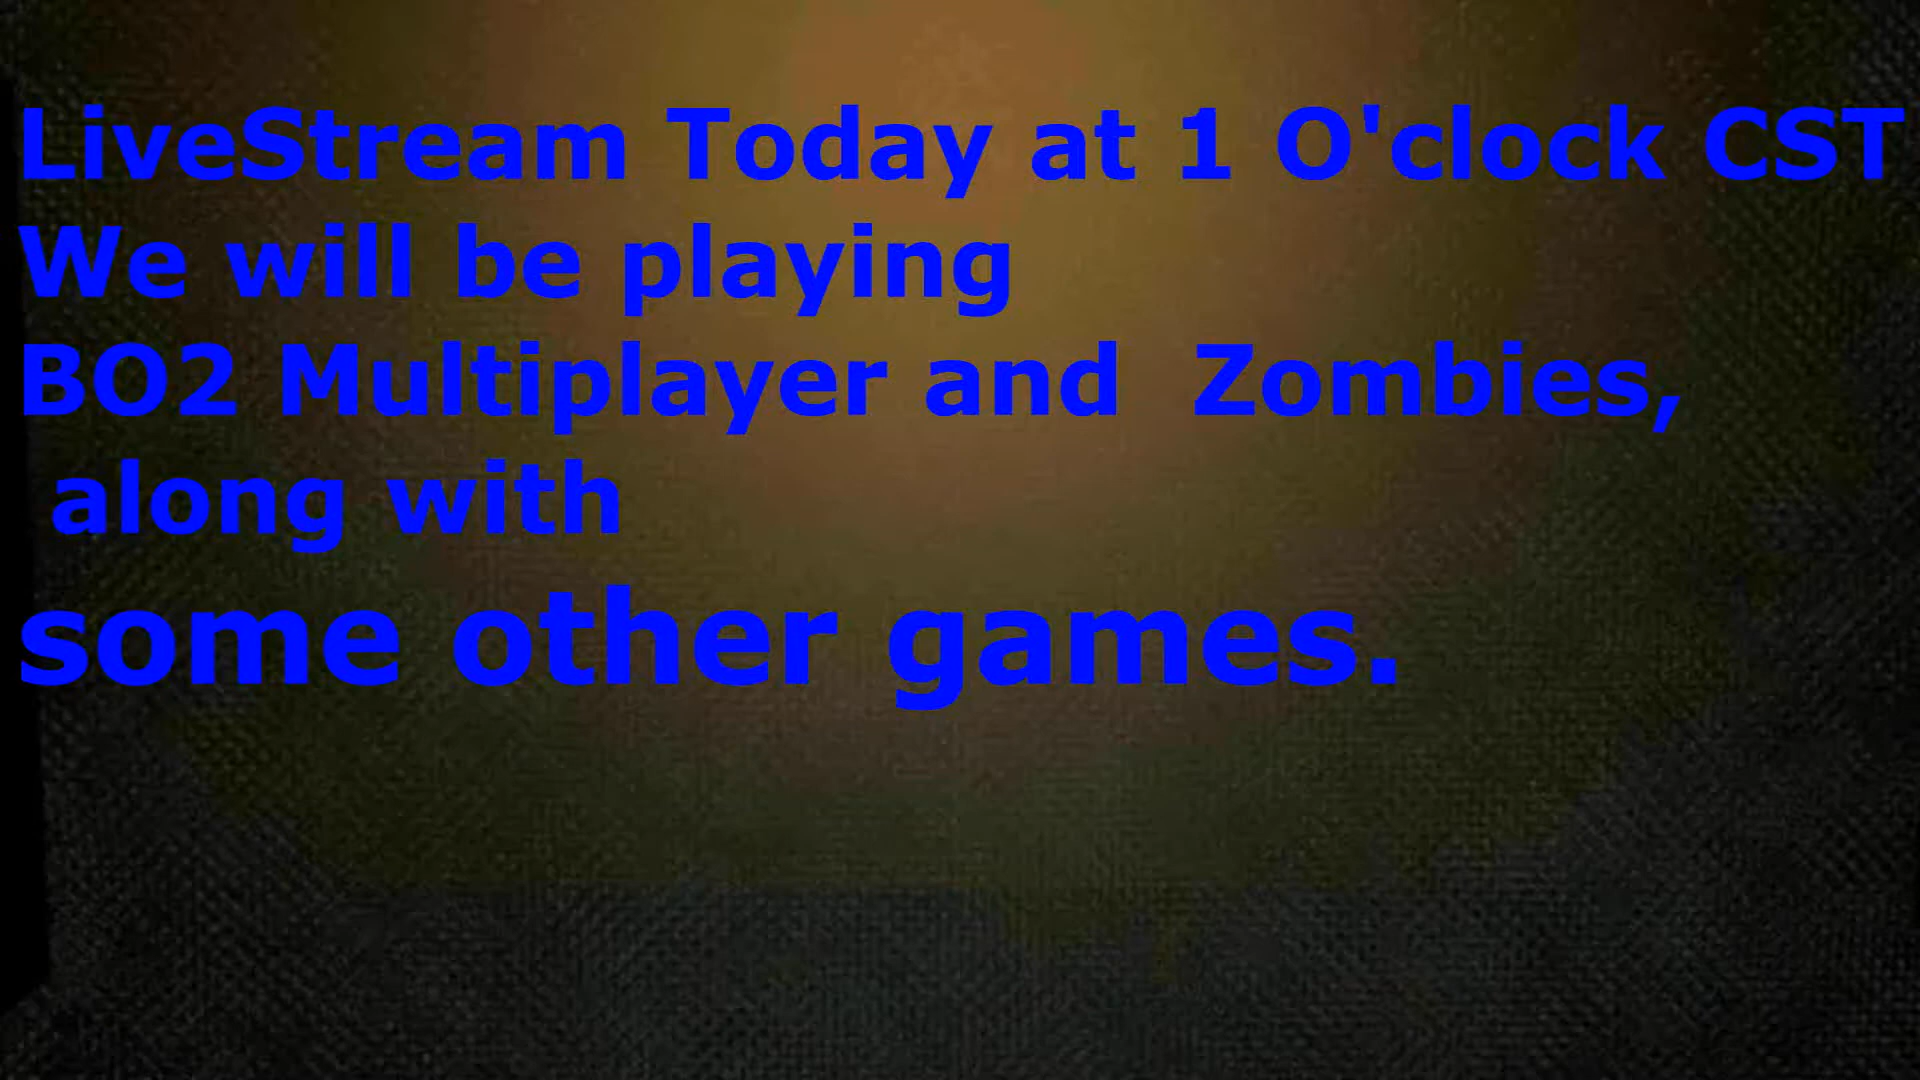 LiveStream Today at 1 O'clock CST
We will be playing
BO2 Multiplayer and  Zombies,
along with
some other games.